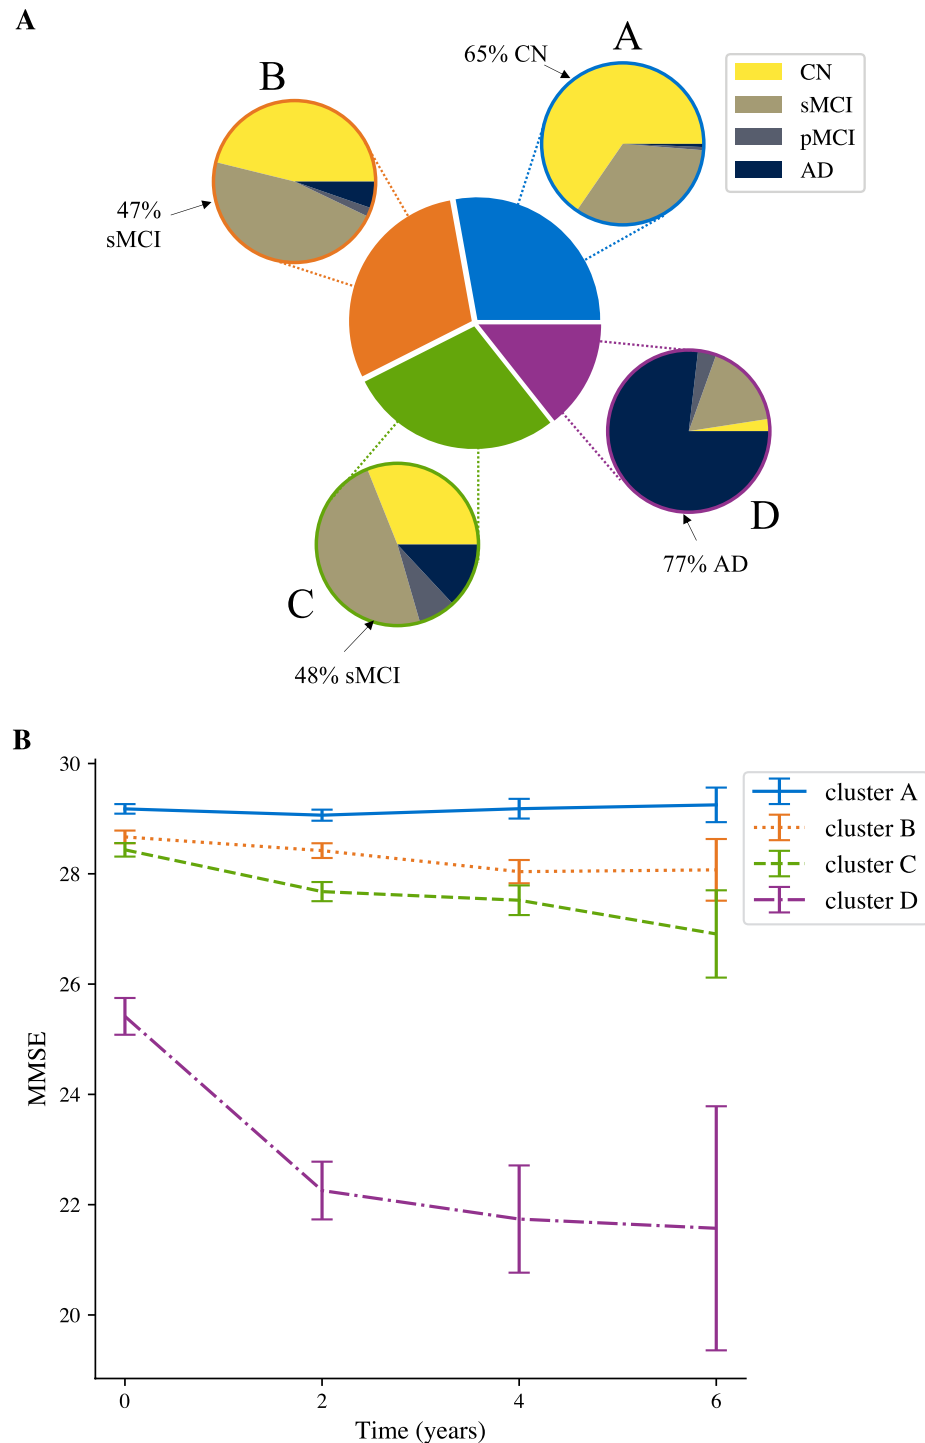 A
A
65% CN
B
CN
sMCI
pMCI
AD
47%
sMCI
D
77% AD
C
48% sMCI
B
30
28
26
24
22
20
MMSE
cluster A
cluster B
cluster C
cluster D
0
2
4
6
Time (years)